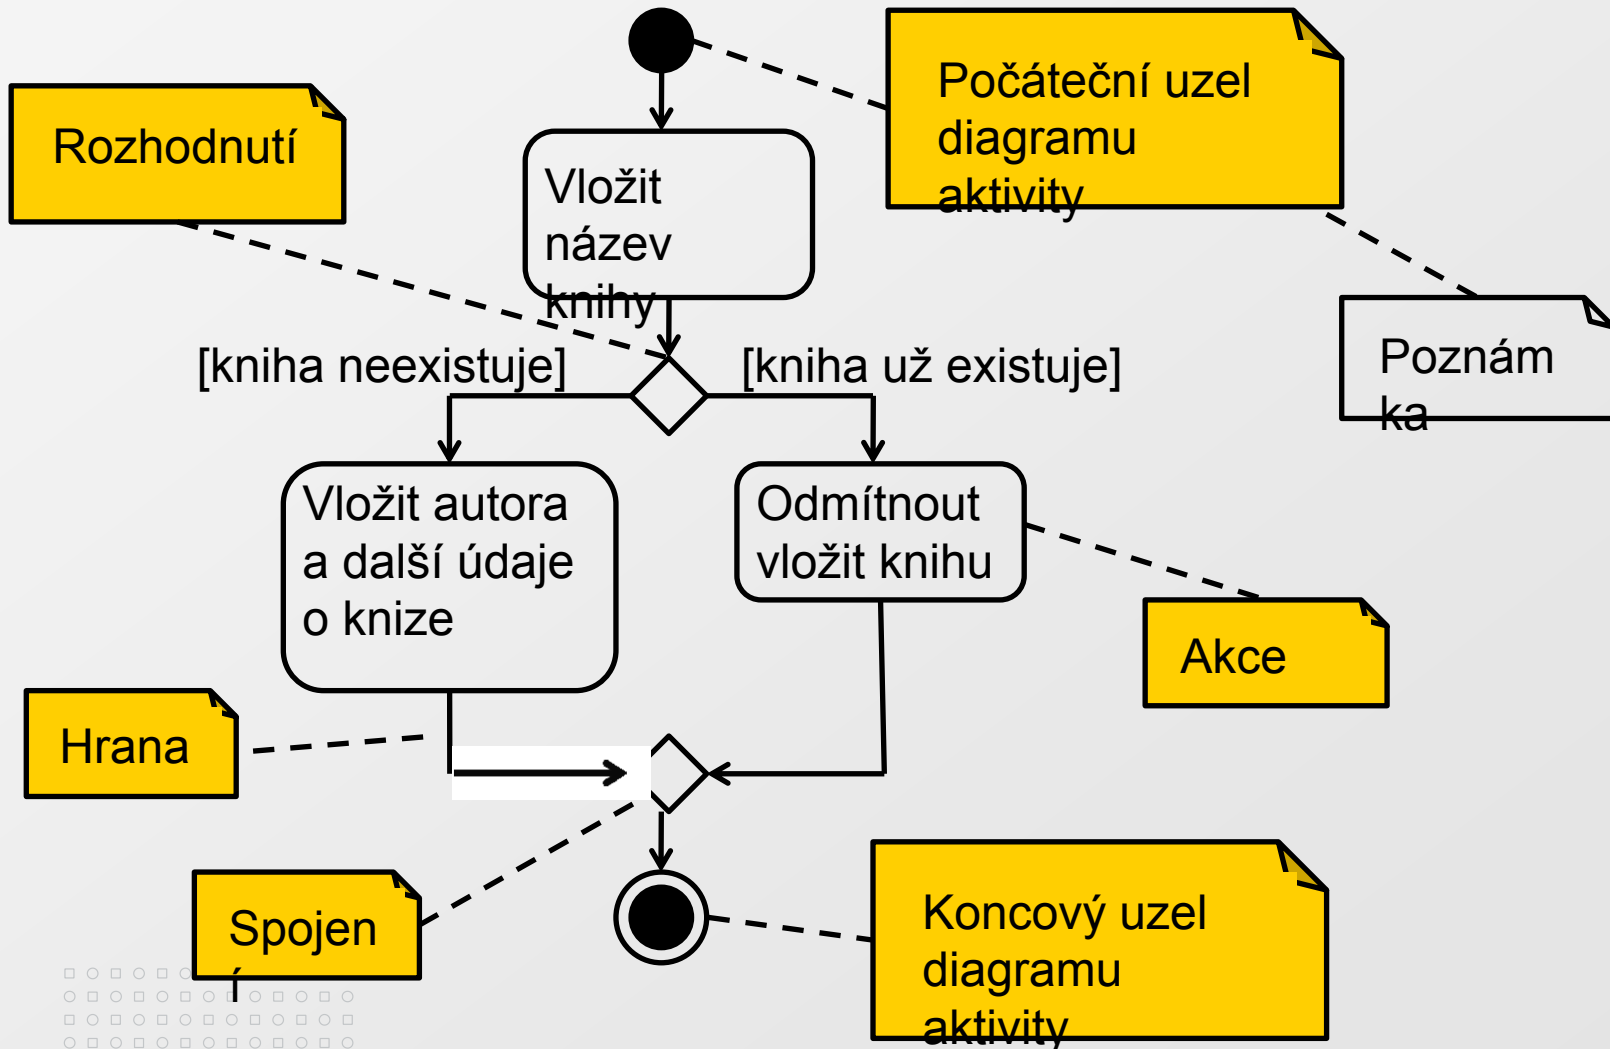 Počáteční uzel
diagramu
aktivity
Rozhodnutí
Vložit
název
knihy
[kniha neexistuje]
[kniha už existuje]
Poznám
ka
Vložit autora
a další údaje
o knize
Odmítnout
vložit knihu
Akce
Hrana
Spojen
í
Koncový uzel
diagramu
aktivity